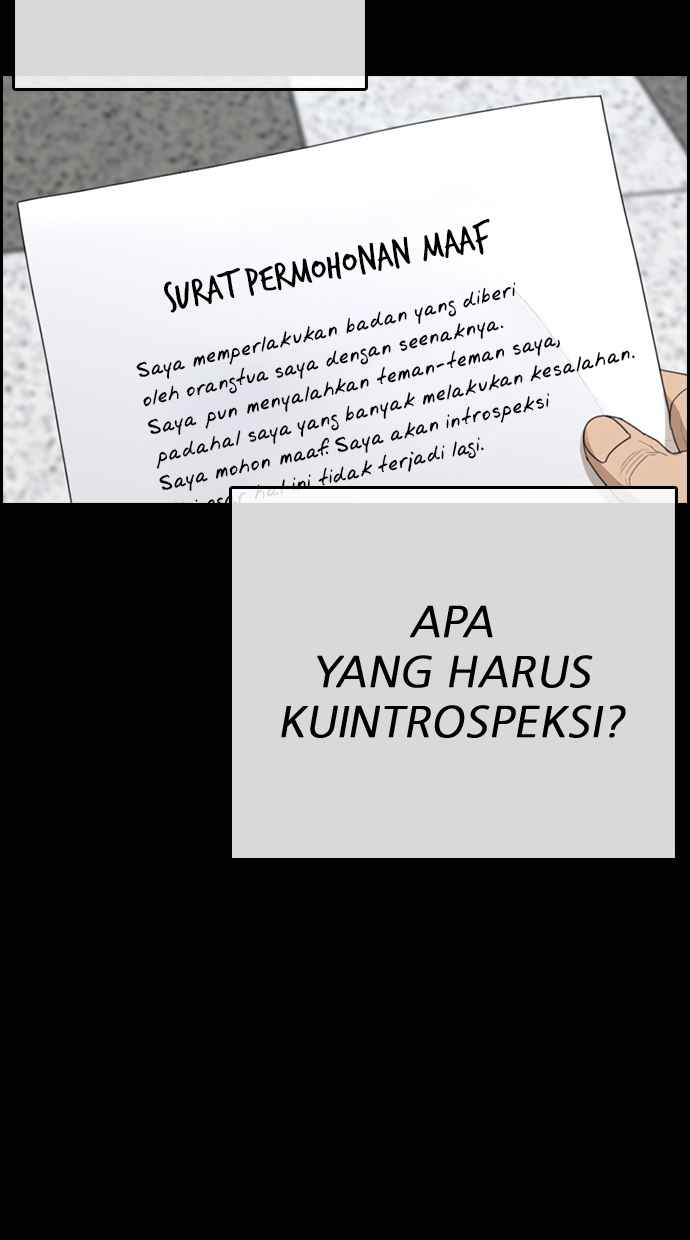 SURAT PERMOHONAN MAAF
Saya memperlakukan badan yang diberi
oleh orangtua saya dengan seenaknya.
Saya pun menyalahkan teman-teman saya,
padahal saya yang banyak melakukan kesalahan.
Saya mohon maaf. Saya akan introspeksi
hal ini tidak terjadi lagi.
APA
YANG HARUS
KUINTROSPEKSI?